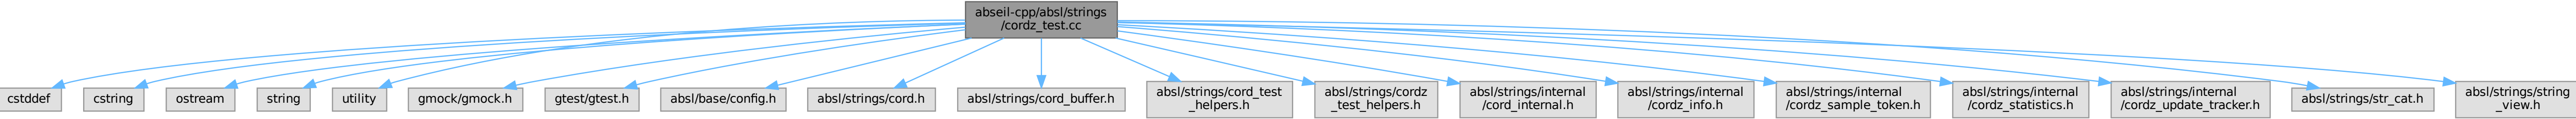 abseil-cpp/absl/strings
/cordz_test.cc
cstddef
cstring
ostream
string
utility
gmock/gmock.h
gtest/gtest.h
absl/base/config.h
absl/strings/cord.h
absl/strings/cord_buffer.h
absl/strings/cord_test
_helpers.h
absl/strings/cordz
_test_helpers.h
absl/strings/internal
/cord_internal.h
absl/strings/internal
/cordz_info.h
absl/strings/internal
/cordz_sample_token.h
absl/strings/internal
/cordz_statistics.h
absl/strings/internal
/cordz_update_tracker.h
absl/strings/str_cat.h
absl/strings/string
_view.h